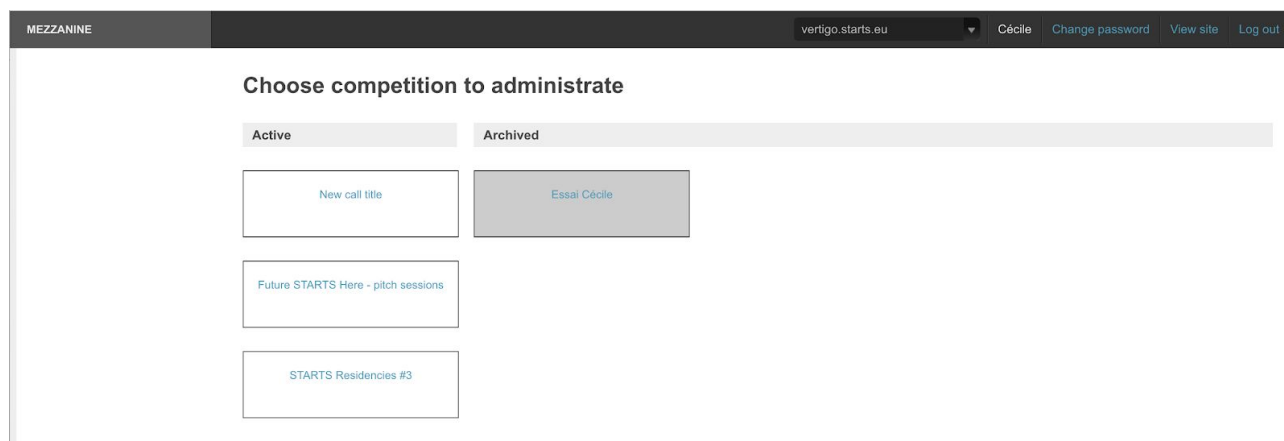 MEZZANINE vertigo.starts.eu Cécile Change password View site Log out
Choose competition to administrate
Active Archived
New call title Essai Cécile
Future STARTS Here - pitch sessions
STARTS Residencies #3